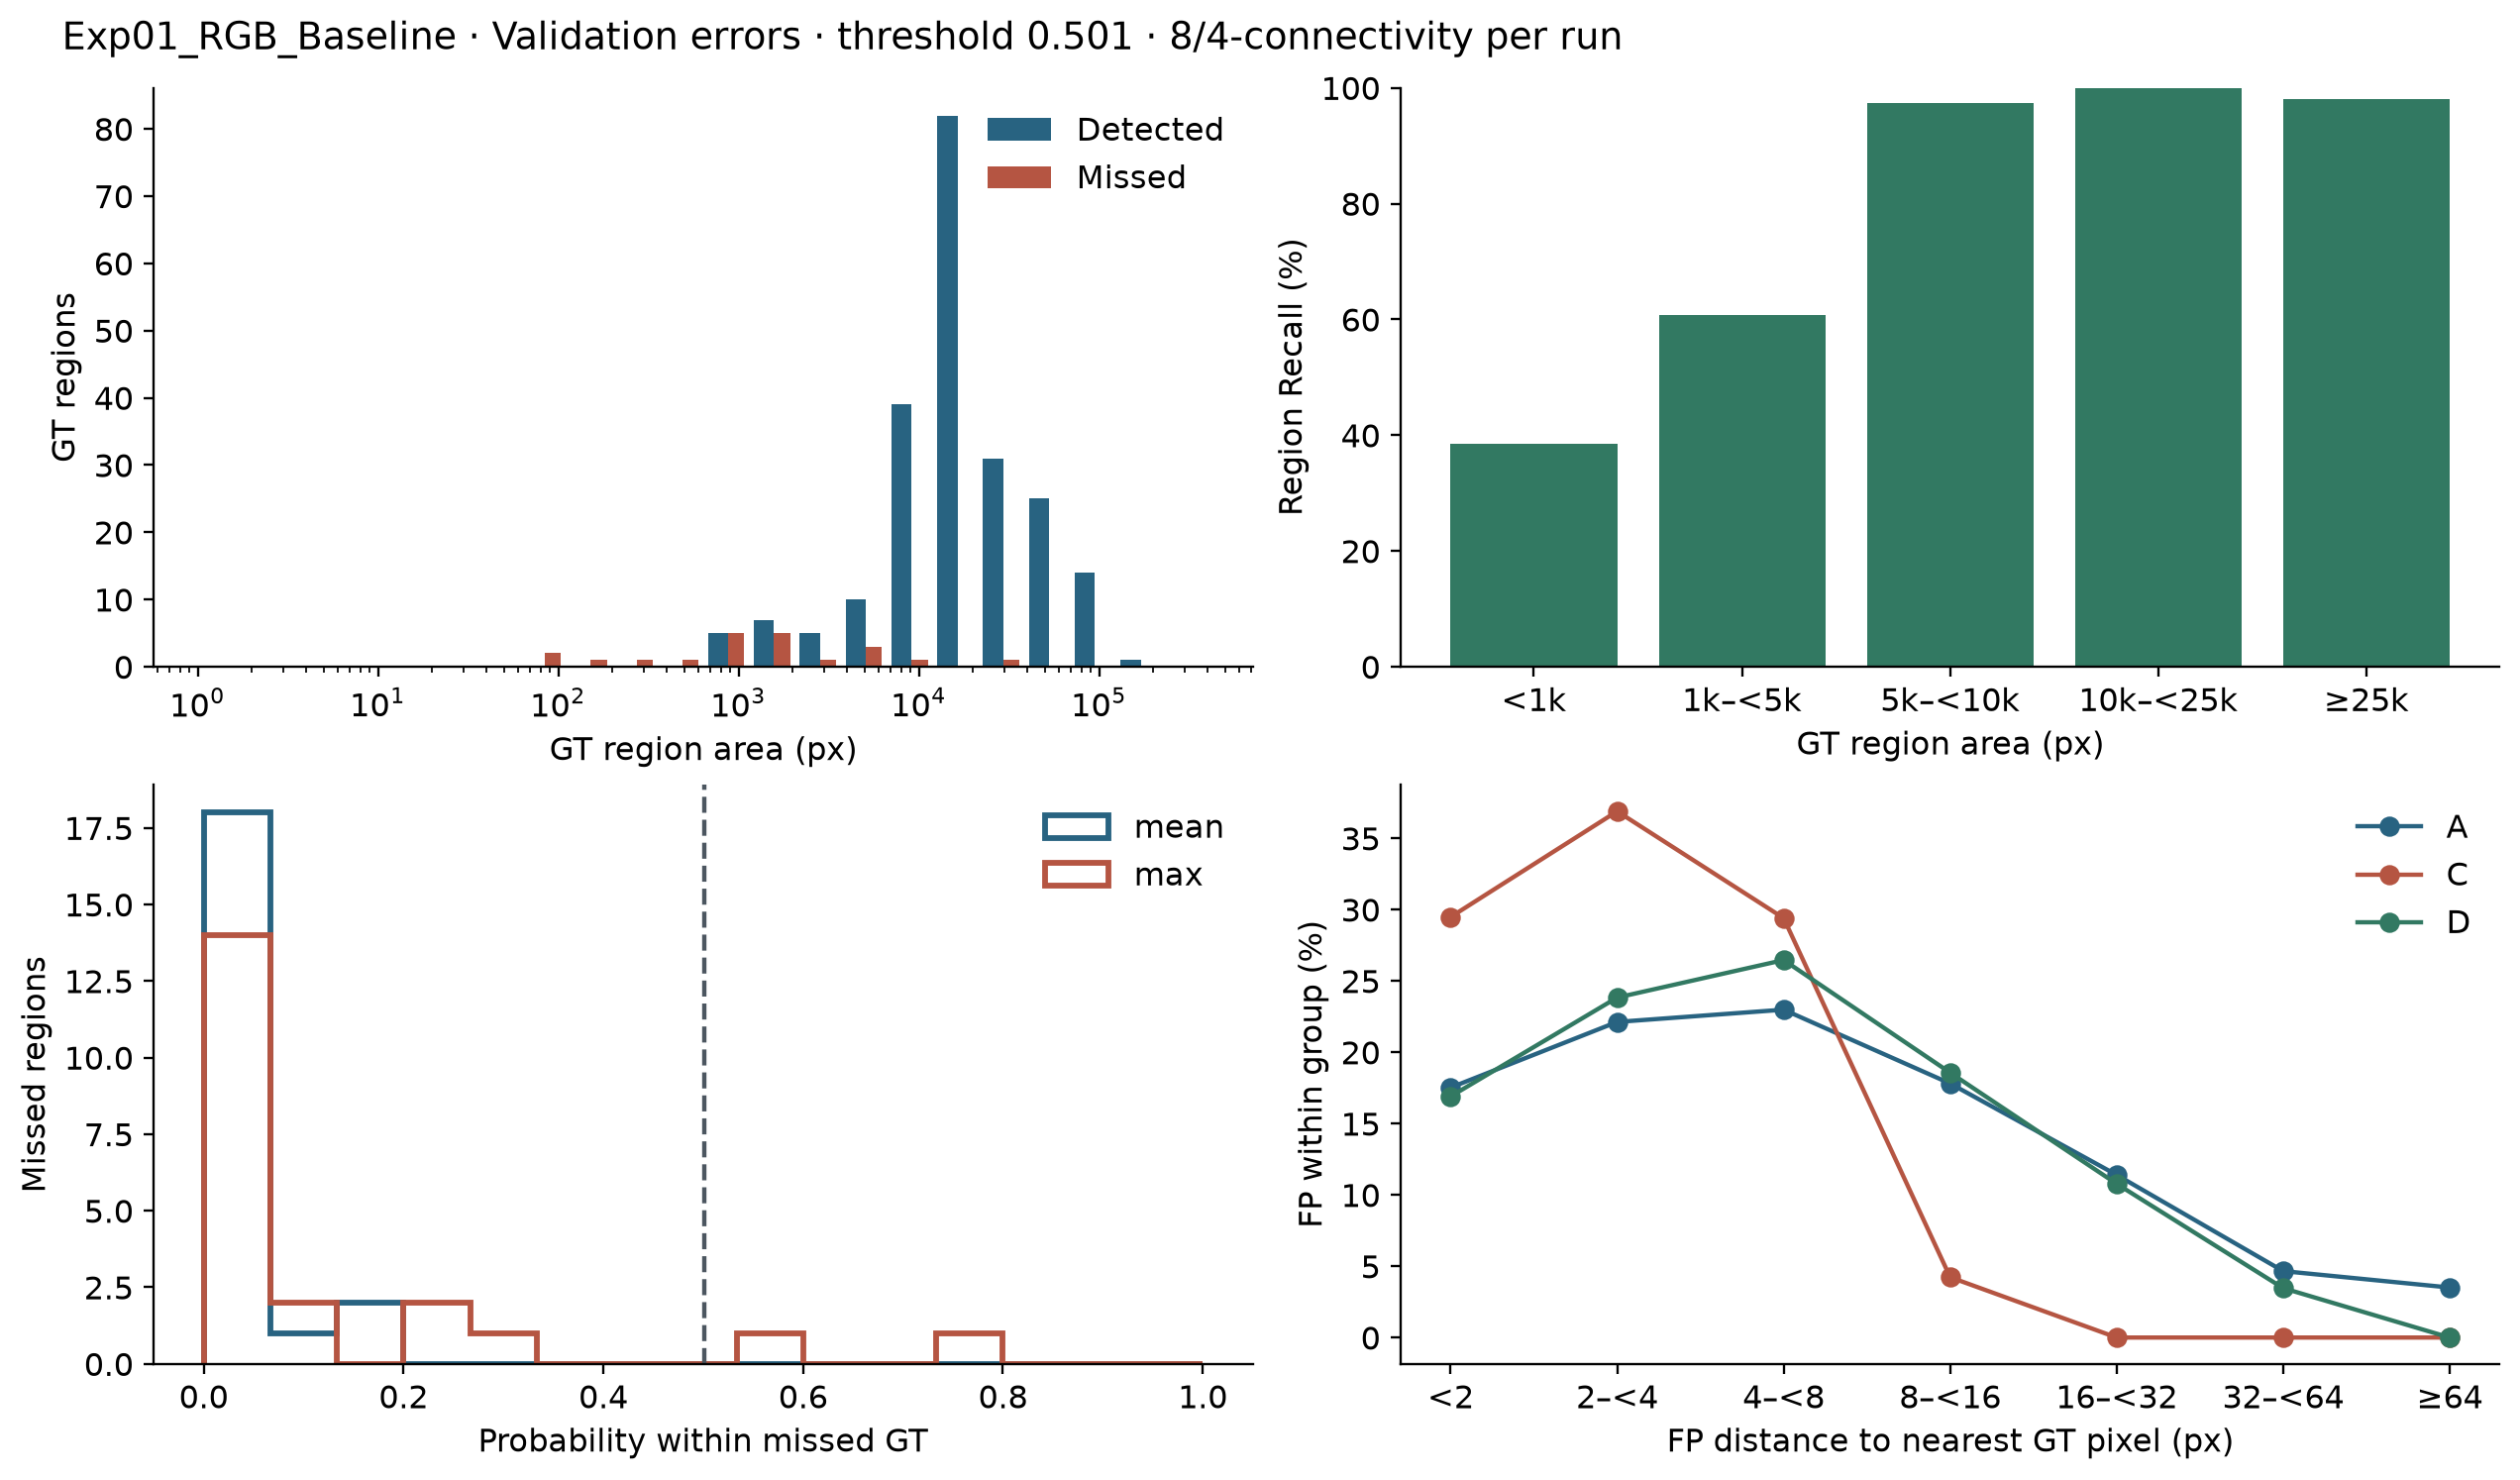 Exp01_RGB_Baseline · Validation errors · threshold 0.501 · 8/4-connectivity per run
GT regions
80
70
60
50
40
30
20
10
0
Detected
Missed
10⁰ 10¹ 10² 10³ 10⁴ 10⁵
GT region area (px)
Region Recall (%)
100
80
60
40
20
0
<1k 1k–<5k 5k–<10k 10k–<25k ≥25k
GT region area (px)
Missed regions
17.5
15.0
12.5
10.0
7.5
5.0
2.5
0.0
mean
max
0.0 0.2 0.4 0.6 0.8 1.0
Probability within missed GT
FP within group (%)
35
30
25
20
15
10
5
0
A
C
D
<2 2–<4 4–<8 8–<16 16–<32 32–<64 ≥64
FP distance to nearest GT pixel (px)